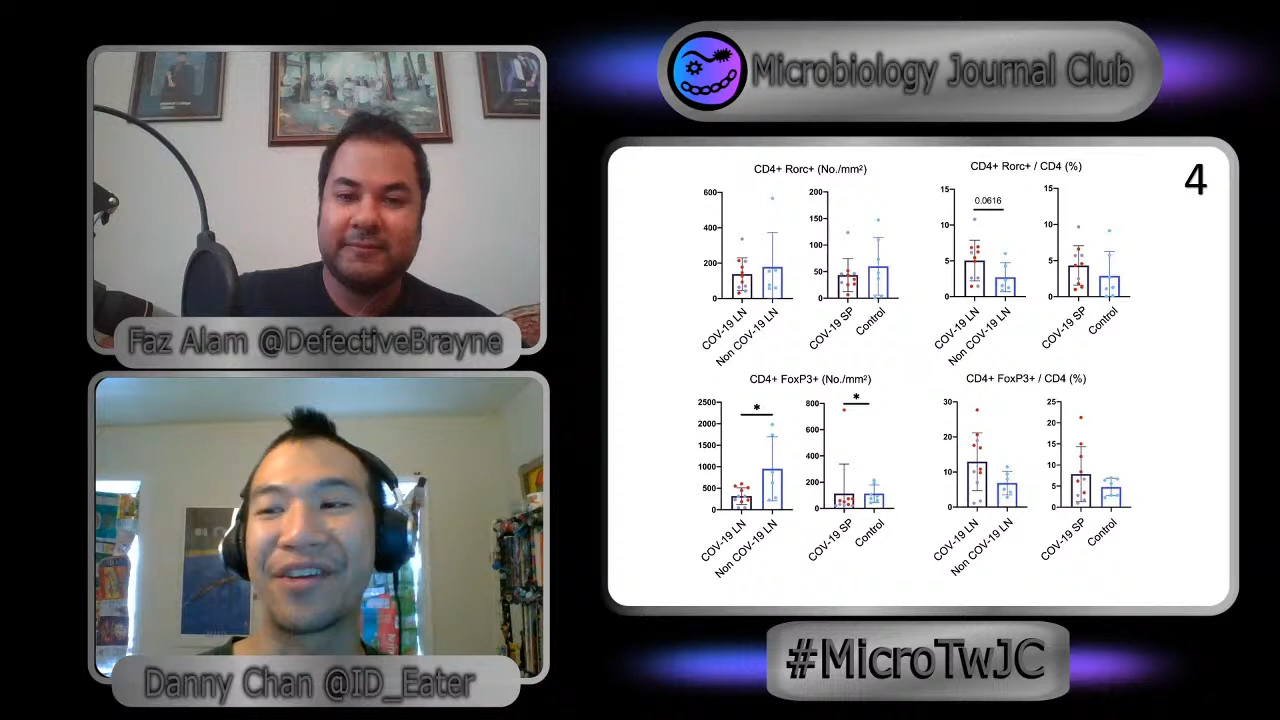 Microbiology Journal Club
Faz Alam @DefectiveBrayne
Danny Chan @ID_Eater
#MicroTwJC
4
CD4+ Rorc+ (No./mm²)
600
400
200
0
COV-19 LN
Non COV-19 LN
200
150
100
50
0
COV-19 SP
Control
CD4+ Rorc+ / CD4 (%)
15
10
5
0
0.0616
COV-19 LN
Non COV-19 LN
15
10
5
0
COV-19 SP
Control
CD4+ FoxP3+ (No./mm²)
2500
2000
1500
1000
500
0
*
COV-19 LN
Non COV-19 LN
800
600
400
200
0
*
COV-19 SP
Control
CD4+ FoxP3+ / CD4 (%)
30
20
10
0
COV-19 LN
Non COV-19 LN
25
20
15
10
5
0
COV-19 SP
Control